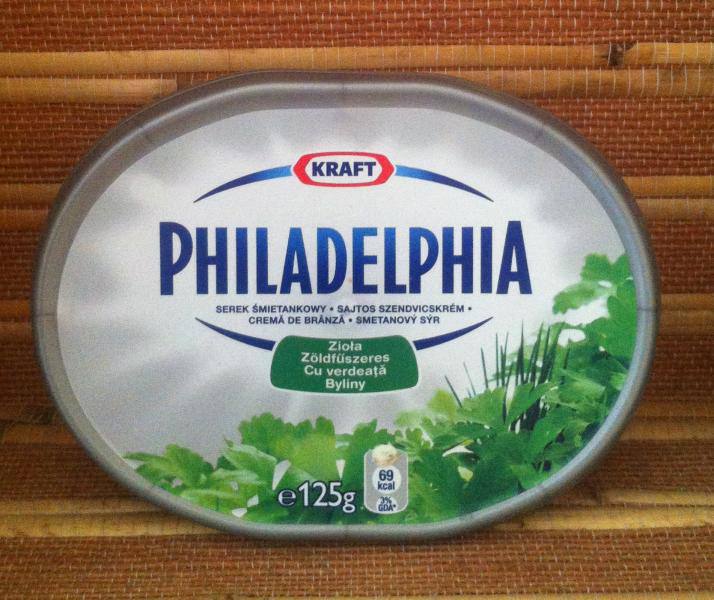 KRAFT
PHILADELPHIA
SEREK ŚMIETANKOWY • SAJTOS SZENDVICSKRÉM •
CREMĂ DE BRÂNZĂ • SMETANOVÝ SÝR
Zioła
Zöldfűszeres
Cu verdeață
Byliny
℮125g
69
kcal
3%
GDA*